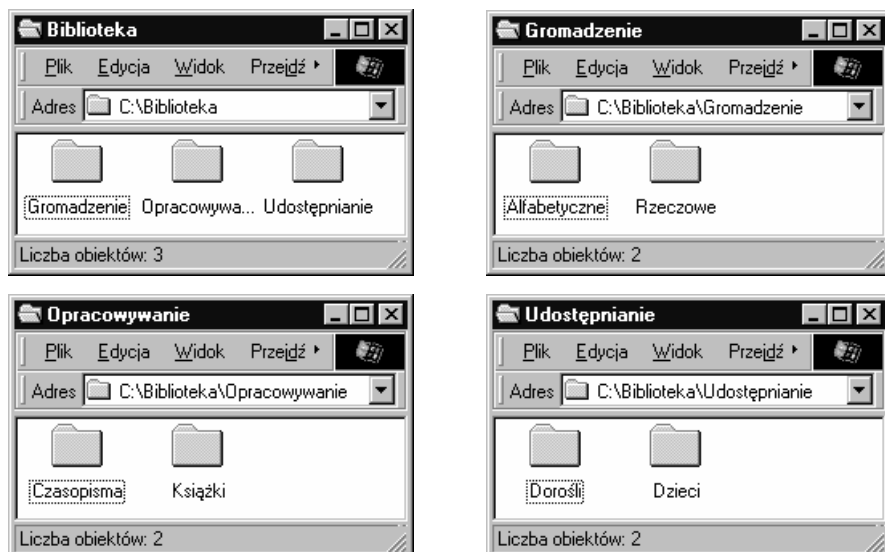 Biblioteka
Plik Edycja Widok Przejdź
Adres C:\Biblioteka
Gromadzenie Opracowywa... Udostępnianie
Liczba obiektów: 3
Gromadzenie
Plik Edycja Widok Przejdź
Adres C:\Biblioteka\Gromadzenie
Alfabetyczne Rzeczowe
Liczba obiektów: 2
Opracowywanie
Plik Edycja Widok Przejdź
Adres C:\Biblioteka\Opracowywanie
Czasopisma Książki
Liczba obiektów: 2
Udostępnianie
Plik Edycja Widok Przejdź
Adres C:\Biblioteka\Udostępnianie
Dorośli Dzieci
Liczba obiektów: 2